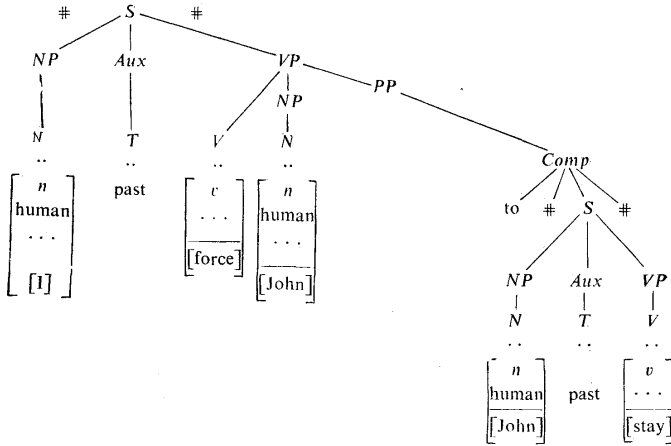 # S #
NP Aux VP
PP
NP
N T V N
.. .. .. ..
n past v n
human ... human
... [force] ...
[I] [John]
Comp
to # S #
NP Aux VP
N T V
.. .. ..
n past v
human ...
[John] [stay]